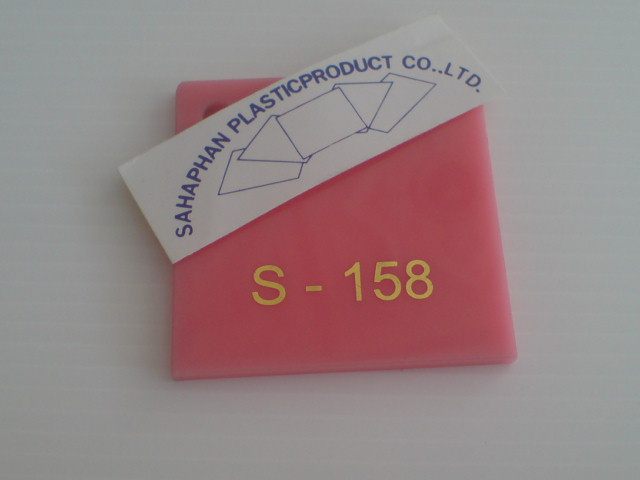 SAHAPHAN PLASTICPRODUCT CO.,LTD.
S - 158